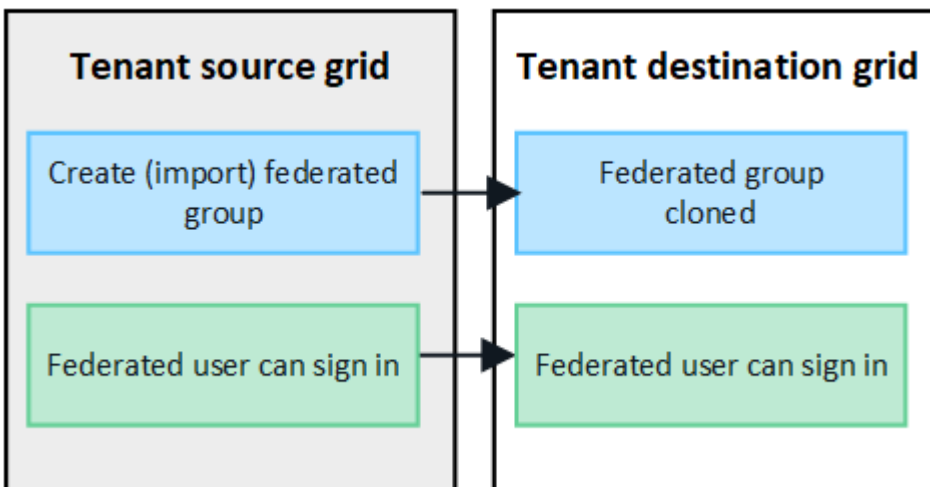 Tenant source grid
Create (import) federated
group
Federated user can sign in
Tenant destination grid
Federated group
cloned
Federated user can sign in